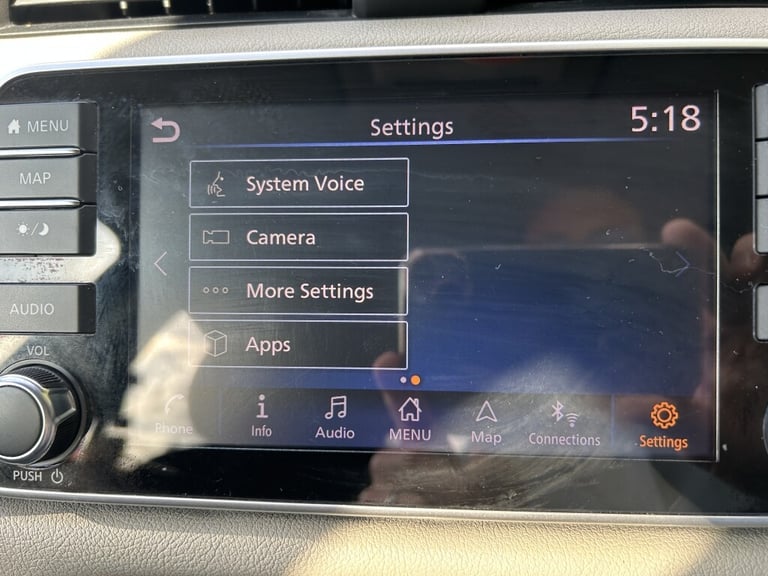 MENU
MAP
AUDIO
VOL
PUSH
Settings
5:18
System Voice
Camera
More Settings
Apps
Phone
Info
Audio
MENU
Map
Connections
Settings